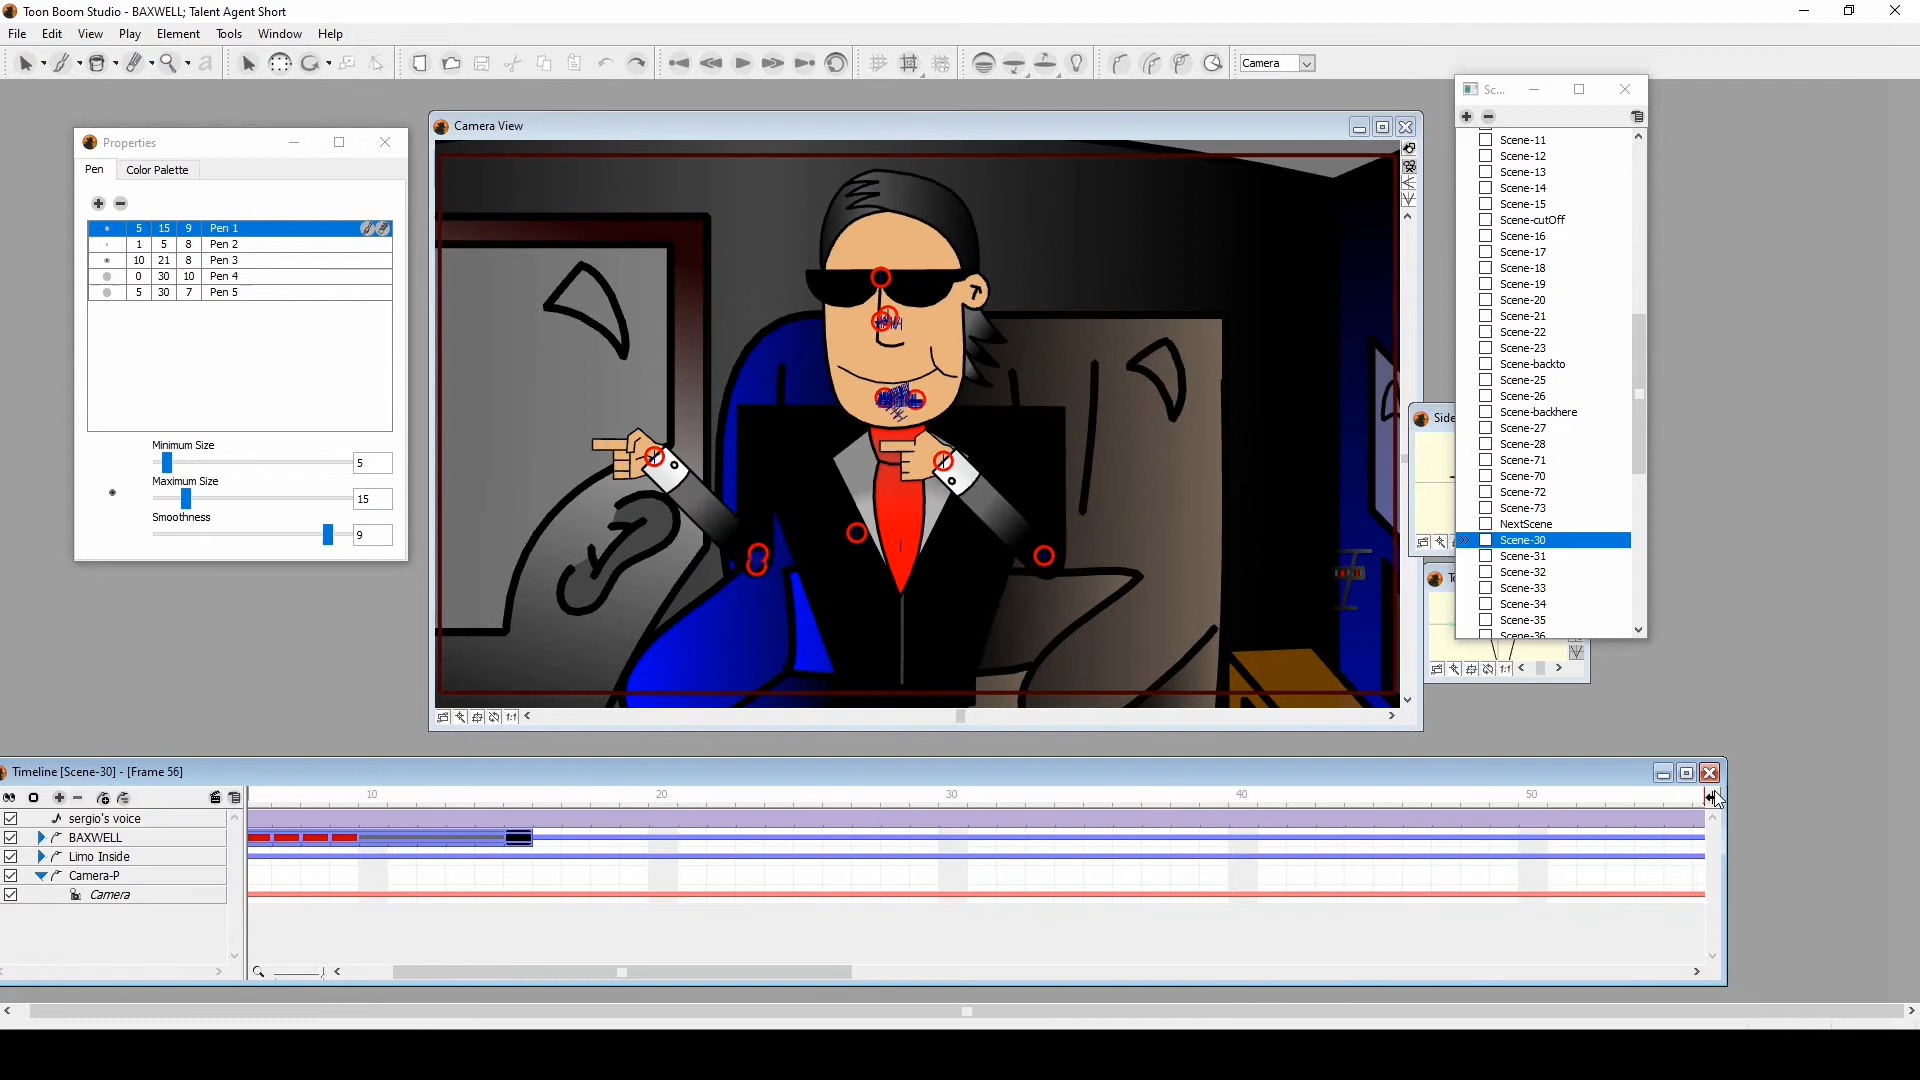 Toon Boom Studio - BAXWELL; Talent Agent Short
File Edit View Play Element Tools Window Help
Camera
Properties
Pen Color Palette
5 15 9 Pen 1
1 5 8 Pen 2
10 21 8 Pen 3
0 30 10 Pen 4
5 30 7 Pen 5
Minimum Size
5
Maximum Size
15
Smoothness
9
Camera View
1:1
Side
1:1
Sc...
Scene-11
Scene-12
Scene-13
Scene-14
Scene-15
Scene-cutOff
Scene-16
Scene-17
Scene-18
Scene-19
Scene-20
Scene-21
Scene-22
Scene-23
Scene-backto
Scene-25
Scene-26
Scene-backhere
Scene-27
Scene-28
Scene-71
Scene-70
Scene-72
Scene-73
NextScene
Scene-30
Scene-31
Scene-32
Scene-33
Scene-34
Scene-35
Scene-36
Timeline [Scene-30] - [Frame 56]
10 20 30 40 50
sergio's voice
BAXWELL
Limo Inside
Camera-P
Camera